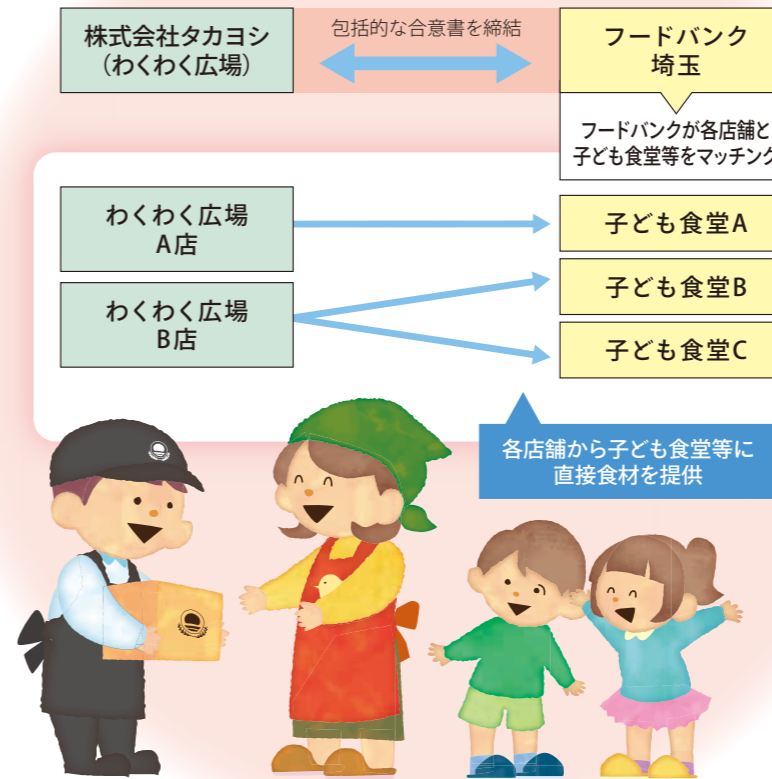 株式会社タカヨシ
（わくわく広場）
包括的な合意書を締結
フードバンク
埼玉
フードバンクが各店舗と
子ども食堂等をマッチング
わくわく広場
A店
子ども食堂A
わくわく広場
B店
子ども食堂B
子ども食堂C
各店舗から子ども食堂等に
直接食材を提供